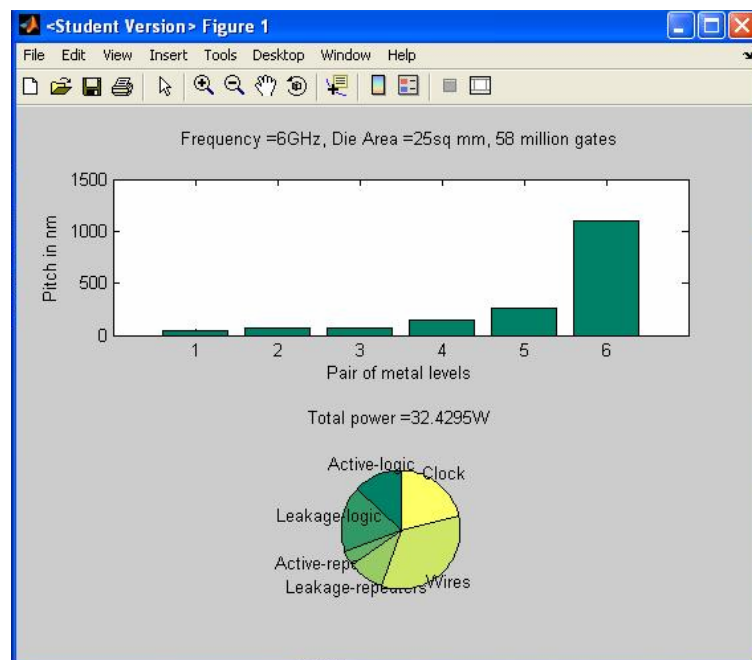 <Student Version> Figure 1
File Edit View Insert Tools Desktop Window Help
Frequency =6GHz, Die Area =25sq mm, 58 million gates
1500
1000
500
0
Pitch in nm
1 2 3 4 5 6
Pair of metal levels
Total power =32.4295W
Active-logic
Clock
Leakage-logic
Active-repe
Leakage-repeaters
Wires